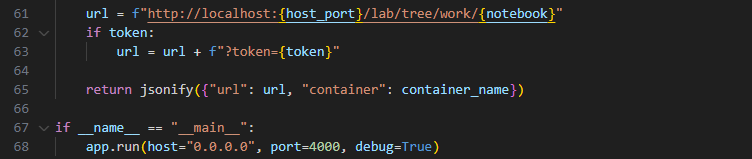 61 url = f"http://localhost:{host_port}/lab/tree/work/{notebook}"
62 if token:
63 url = url + f"?token={token}"
64
65 return jsonify({"url": url, "container": container_name})
66
67 if __name__ == "__main__":
68 app.run(host="0.0.0.0", port=4000, debug=True)